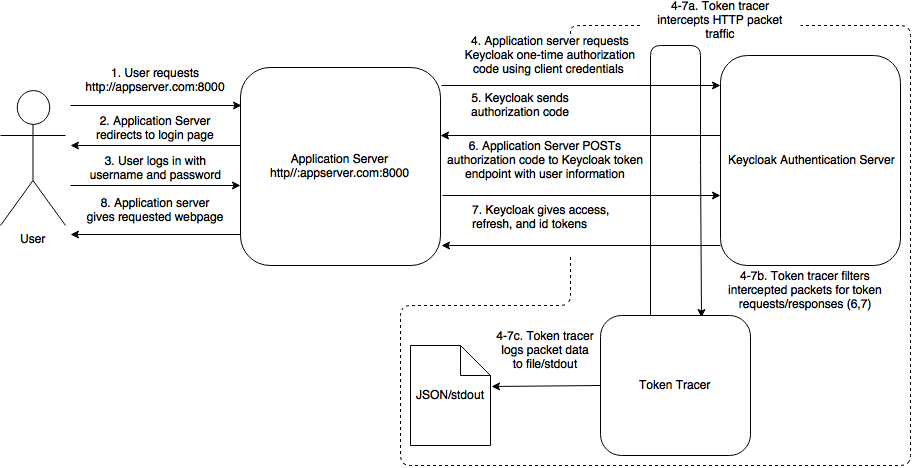 4-7a. Token tracer
intercepts HTTP packet
traffic
4. Application server requests
Keycloak one-time authorization
code using client credentials
1. User requests
http//appserver.com:8000
5. Keycloak sends
authorization code
2. Application Server
redirects to login page
6. Application Server POSTs
authorization code to Keycloak token
endpoint with user information
Application Server
http//:appserver.com:8000
Keycloak Authentication Server
3. User logs in with
username and password
8. Application server
gives requested webpage
7. Keycloak gives access,
refresh, and id tokens
User
4-7b. Token tracer filters
intercepted packets for token
requests/responses (6,7)
4-7c. Token tracer
logs packet data
to file/stdout
JSON/stdout
Token Tracer